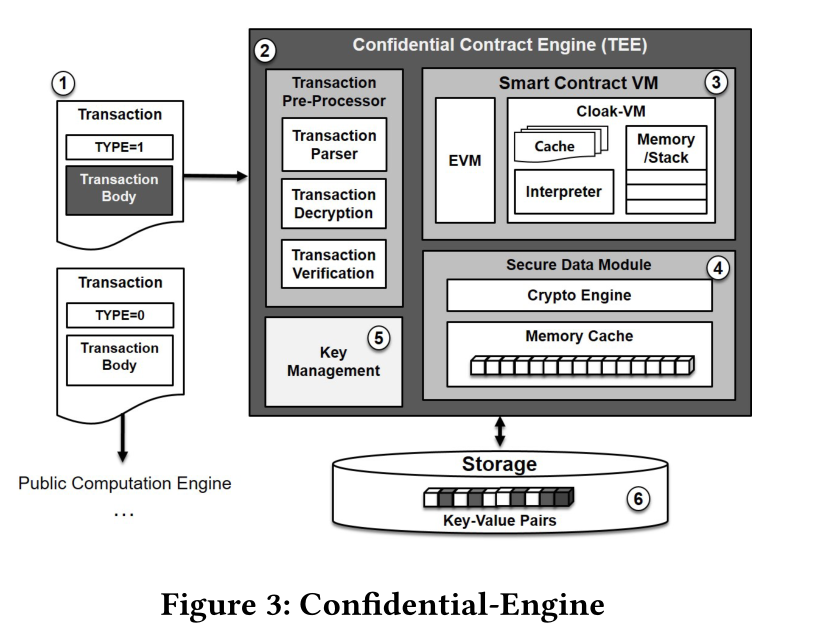 Confidential Contract Engine (TEE)
①
Transaction
TYPE=1
Transaction
Body
Transaction
TYPE=0
Transaction
Body
Public Computation Engine
...
②
Transaction
Pre-Processor
Transaction
Parser
Transaction
Decryption
Transaction
Verification
Smart Contract VM
③
EVM
Cloak-VM
Cache
Interpreter
Memory
/Stack
Secure Data Module
④
Crypto Engine
Memory Cache
⑤
Key
Management
Storage
⑥
Key-Value Pairs
Figure 3: Confidential-Engine